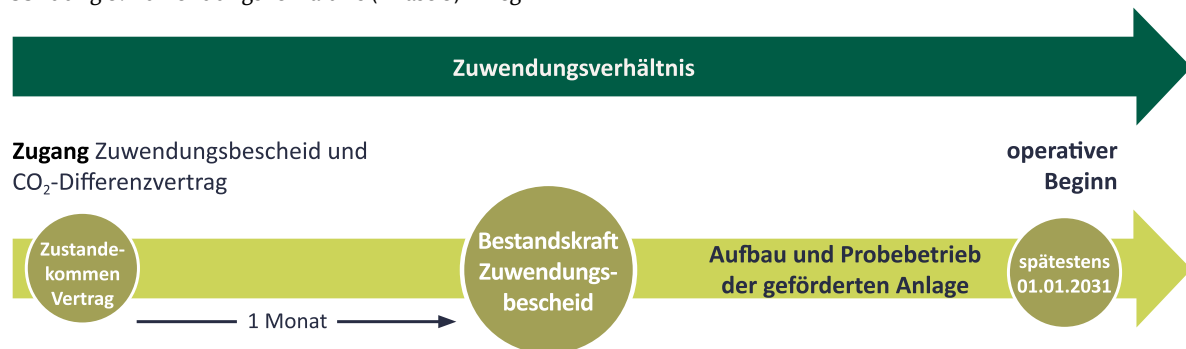 Zuwendungsverhältnis
Zugang Zuwendungsbescheid und
CO₂-Differenzvertrag
operativer
Beginn
Zustande-
kommen
Vertrag
1 Monat
Bestandskraft
Zuwendungs-
bescheid
Aufbau und Probebetrieb
der geförderten Anlage
spätestens
01.01.2031